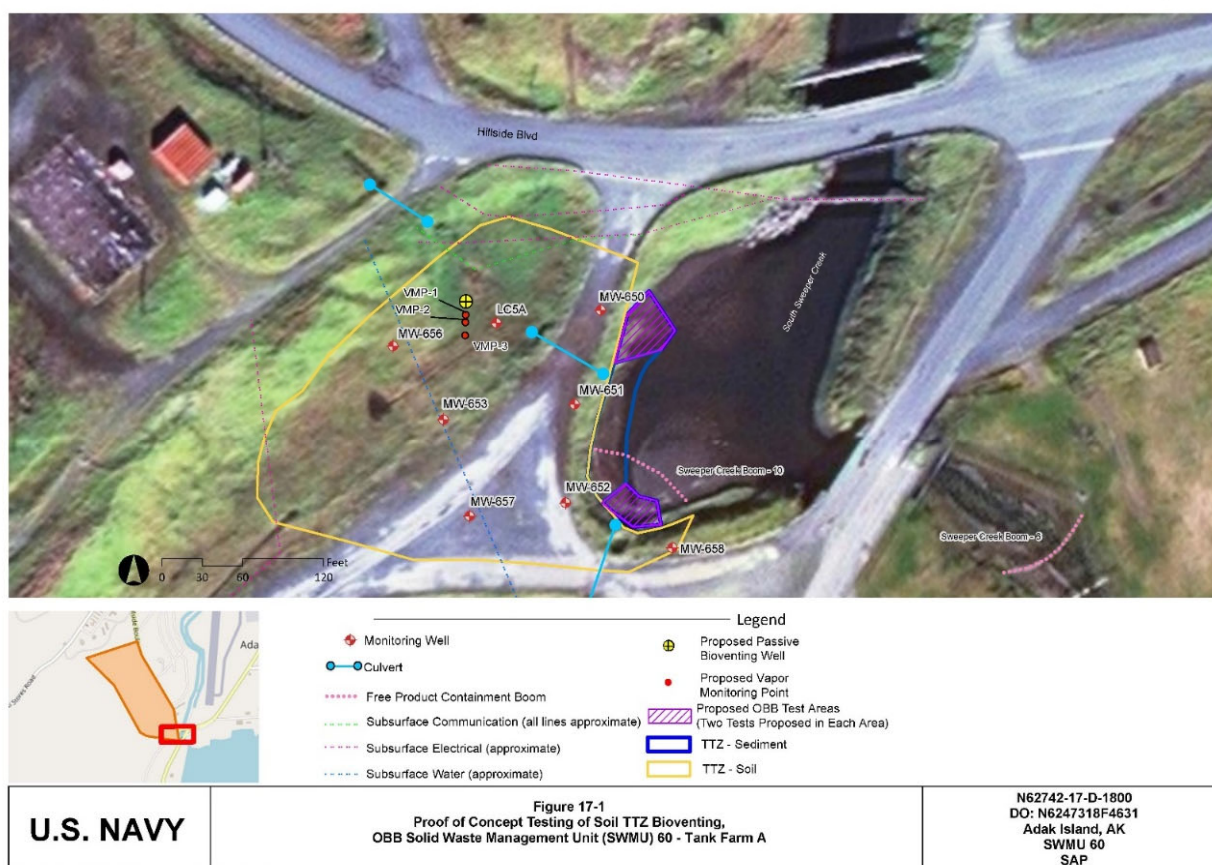 Hillside Blvd
South Sweeper Creek
VMP-1
VMP-2
VMP-3
LC5A
MW-650
MW-656
MW-651
MW-653
Sweeper Creek Boom - 10
MW-652
MW-657
MW-658
Feet
0 30 60 120
Legend
Monitoring Well
Culvert
Free Product Containment Boom
Subsurface Communication (all lines approximate)
Subsurface Electrical (approximate)
Subsurface Water (approximate)
Proposed Passive
Bioventing Well
Proposed Vapor
Monitoring Point
Proposed OBB Test Areas
(Two Tests Proposed in Each Area)
TTZ - Sediment
TTZ - Soil
U.S. NAVY
Figure 17-1
Proof of Concept Testing of Soil TTZ Bioventing,
OBB Solid Waste Management Unit (SWMU) 60 - Tank Farm A
N62742-17-D-1800
DO: N6247318F4631
Adak Island, AK
SWMU 60
SAP